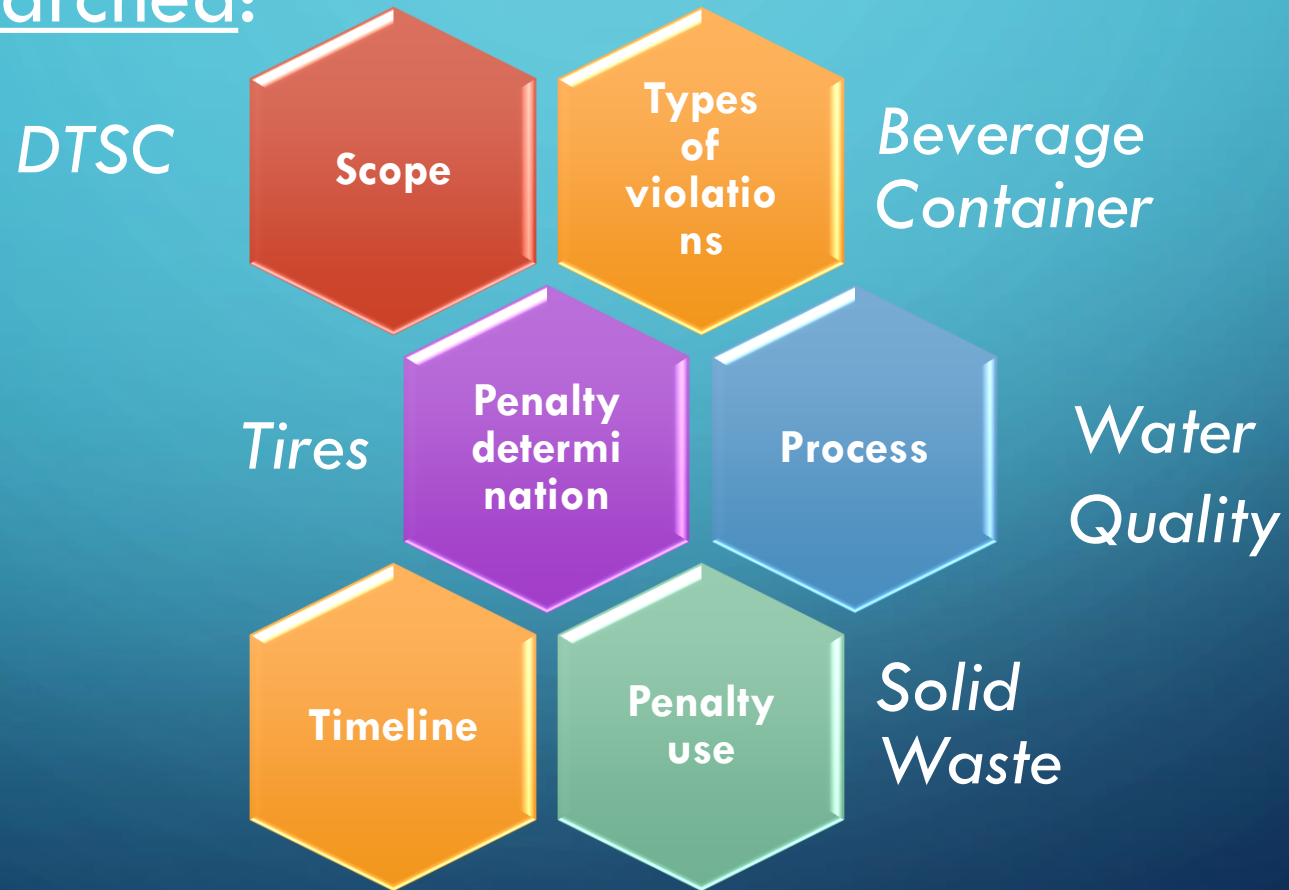 arched:
DTSC
Scope
Types
of
violatio
ns
Beverage
Container
Tires
Penalty
determi
nation
Process
Water
Quality
Timeline
Penalty
use
Solid
Waste